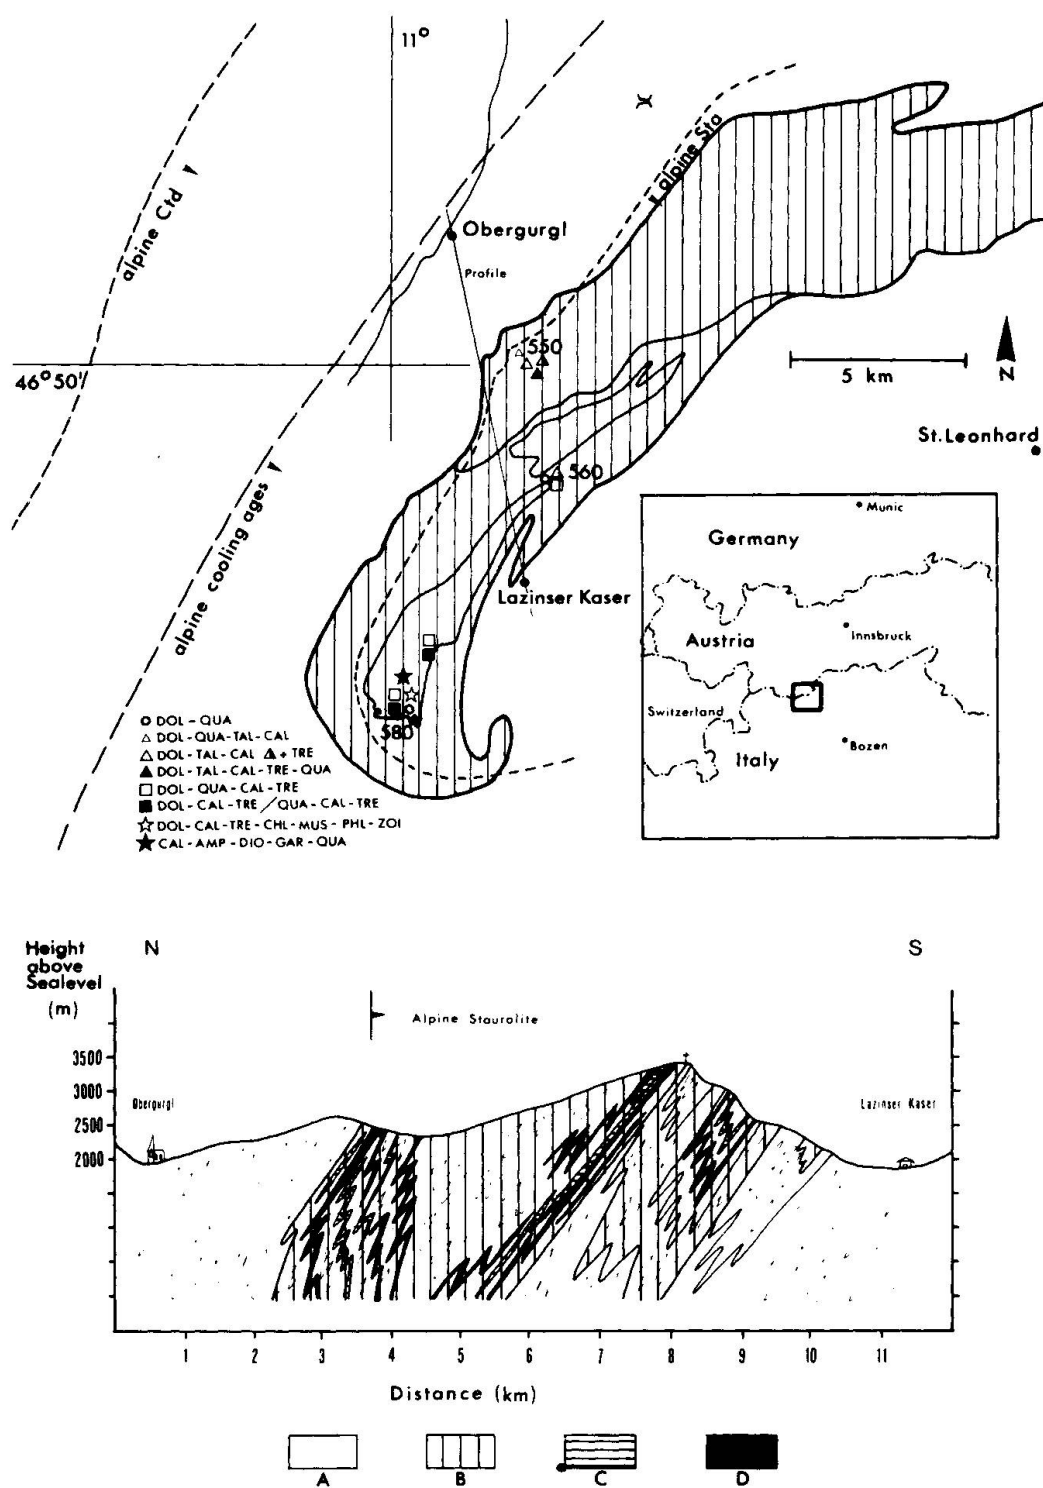 11°
alpine Sta
alpine Ctd
Obergurgl
Profile
550
46° 50'
5 km
N
St. Leonhard
560
alpine cooling ages
Lazinser Kaser
580
DOL - QUA
DOL - QUA - TAL - CAL
DOL - TAL - CAL + TRE
DOL - TAL - CAL - TRE - QUA
DOL - QUA - CAL - TRE
DOL - CAL - TRE / QUA - CAL - TRE
DOL - CAL - TRE - CHL - MUS - PHL - ZOI
CAL - AMP - DIO - GAR - QUA
Munic
Germany
Innsbruck
Austria
Switzerland
Bozen
Italy
Height
above
Sealevel
(m)
N
S
Alpine Staurolite
3500
3000
2500
2000
Obergurgl
Lazinser Kaser
1 2 3 4 5 6 7 8 9 10 11
Distance (km)
A B C D